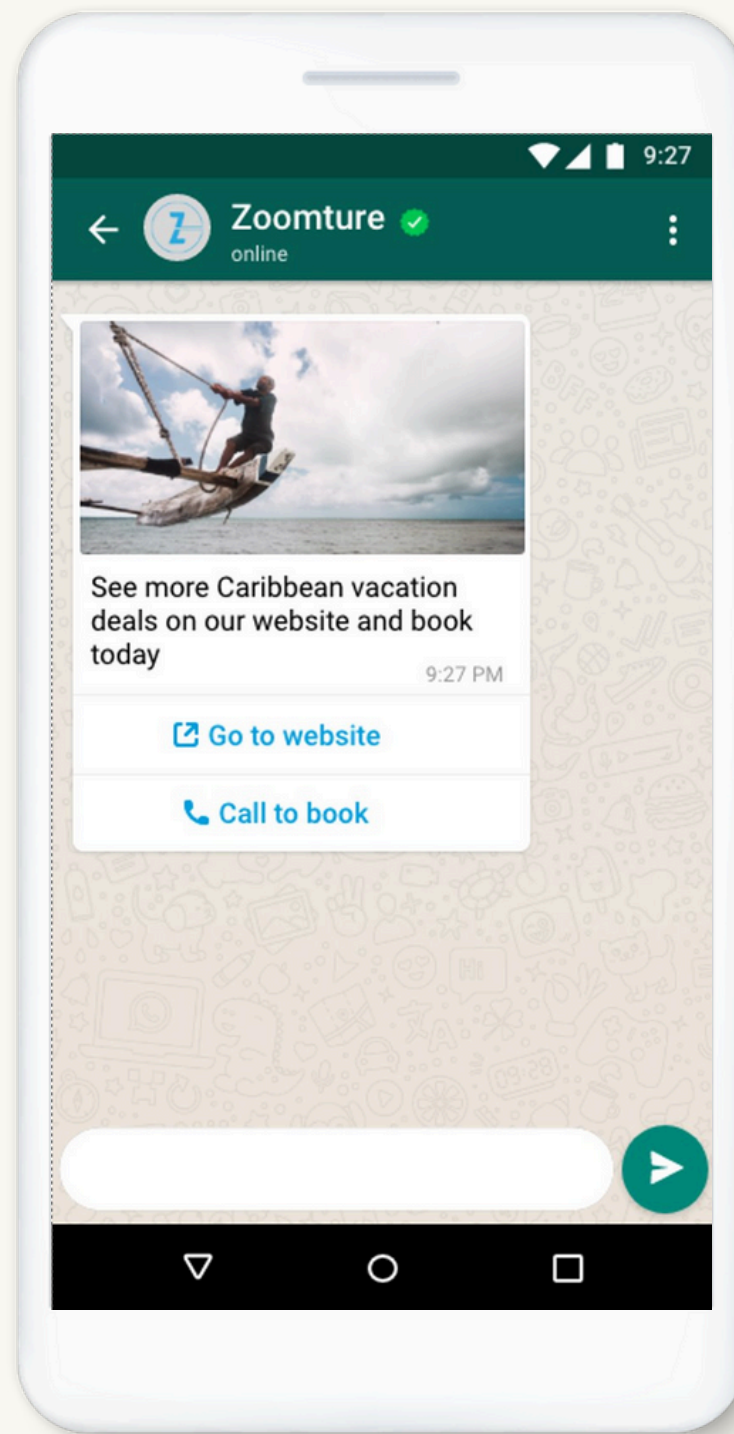 9:27
Zoomture
online
See more Caribbean vacation
deals on our website and book
today
9:27 PM
Go to website
Call to book